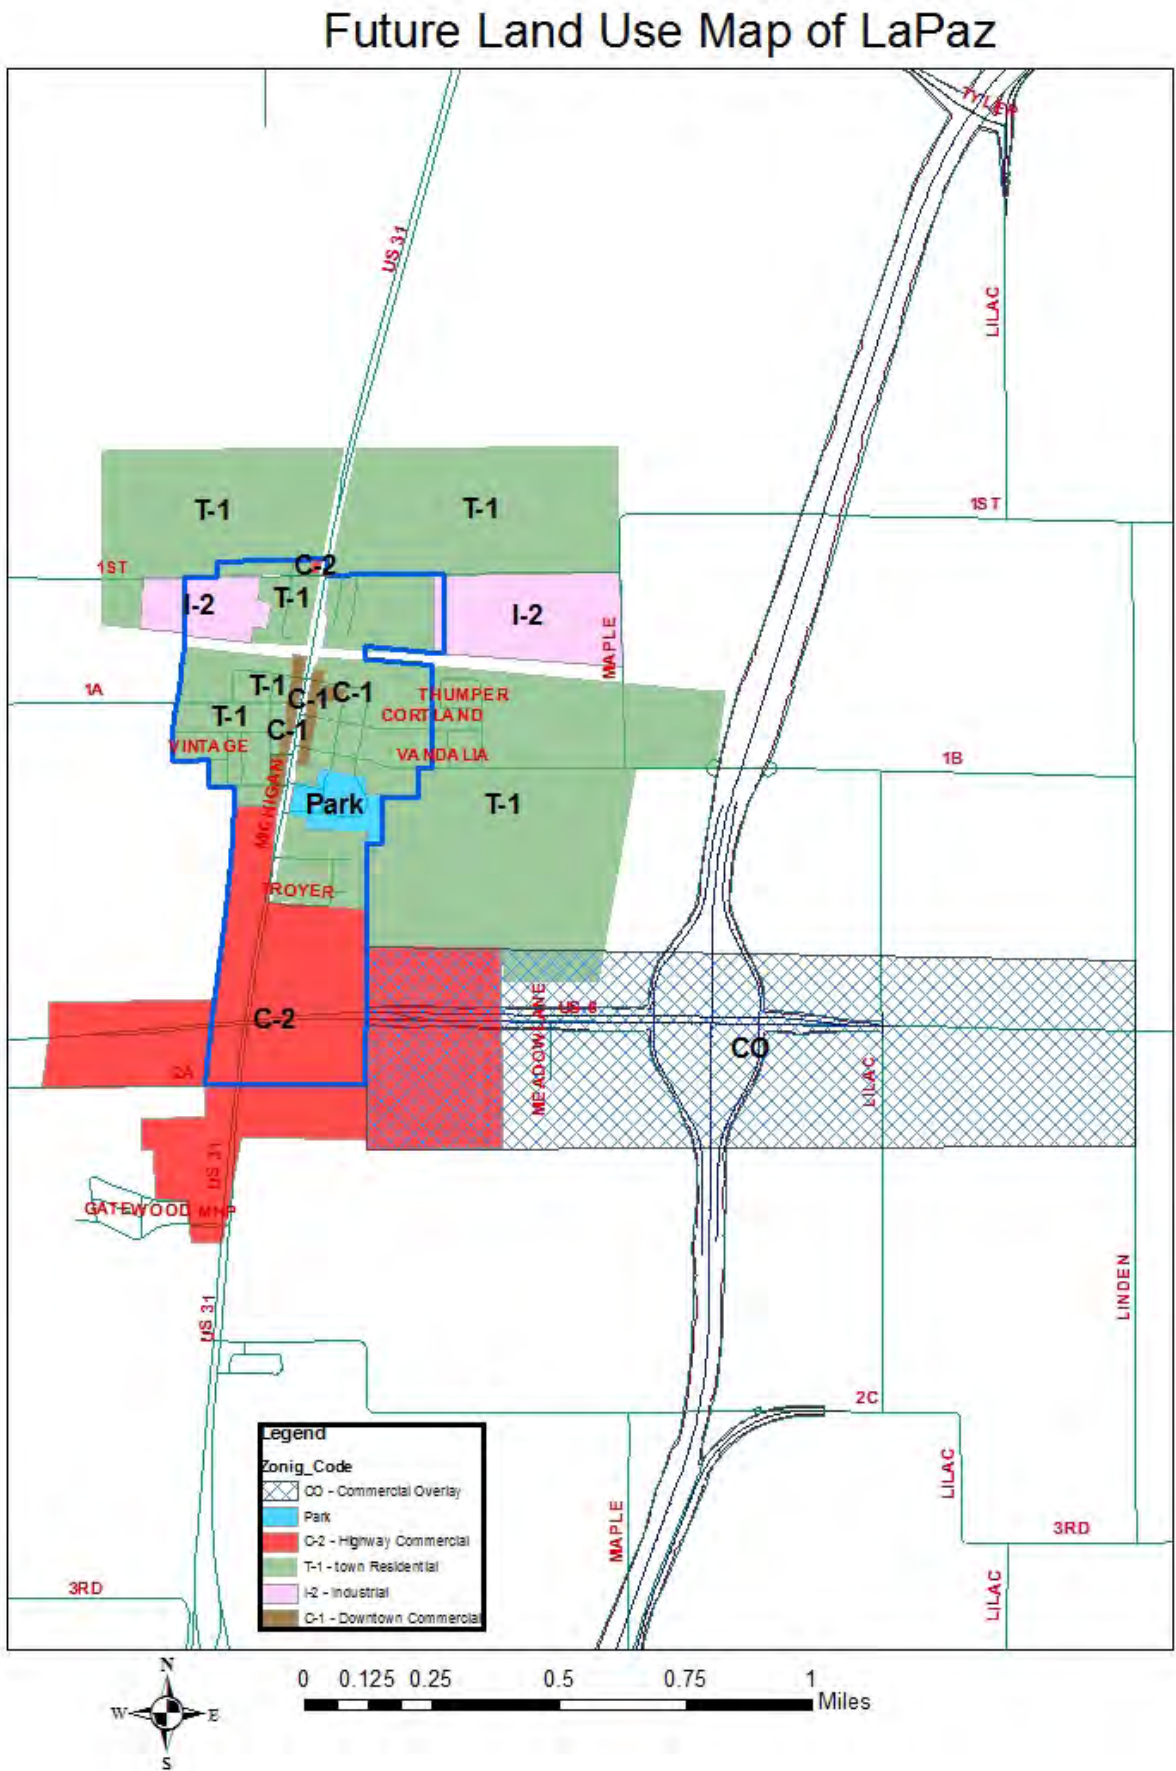 Future Land Use Map of LaPaz
TYLER
US 31
LILAC
T-1
T-1
1ST
1ST
C-2
I-2
T-1
I-2
MAPLE
1A
T-1
C-1
C-1
THUMPER
T-1
C-1
CORTLAND
VINTAGE
VANDALIA
1B
MICHIGAN
Park
T-1
TROYER
C-2
US 6
MEADOWLANE
CO
LILAC
2A
US 31
GATEWOOD MHP
LINDEN
US 31
2C
LILAC
MAPLE
3RD
3RD
LILAC
Legend
Zonig_Code
CO - Commercial Overlay
Park
C-2 - Highway Commercial
T-1 - town Residential
I-2 - Industrial
C-1 - Downtown Commercial
N
W E
S
0 0.125 0.25 0.5 0.75 1
Miles